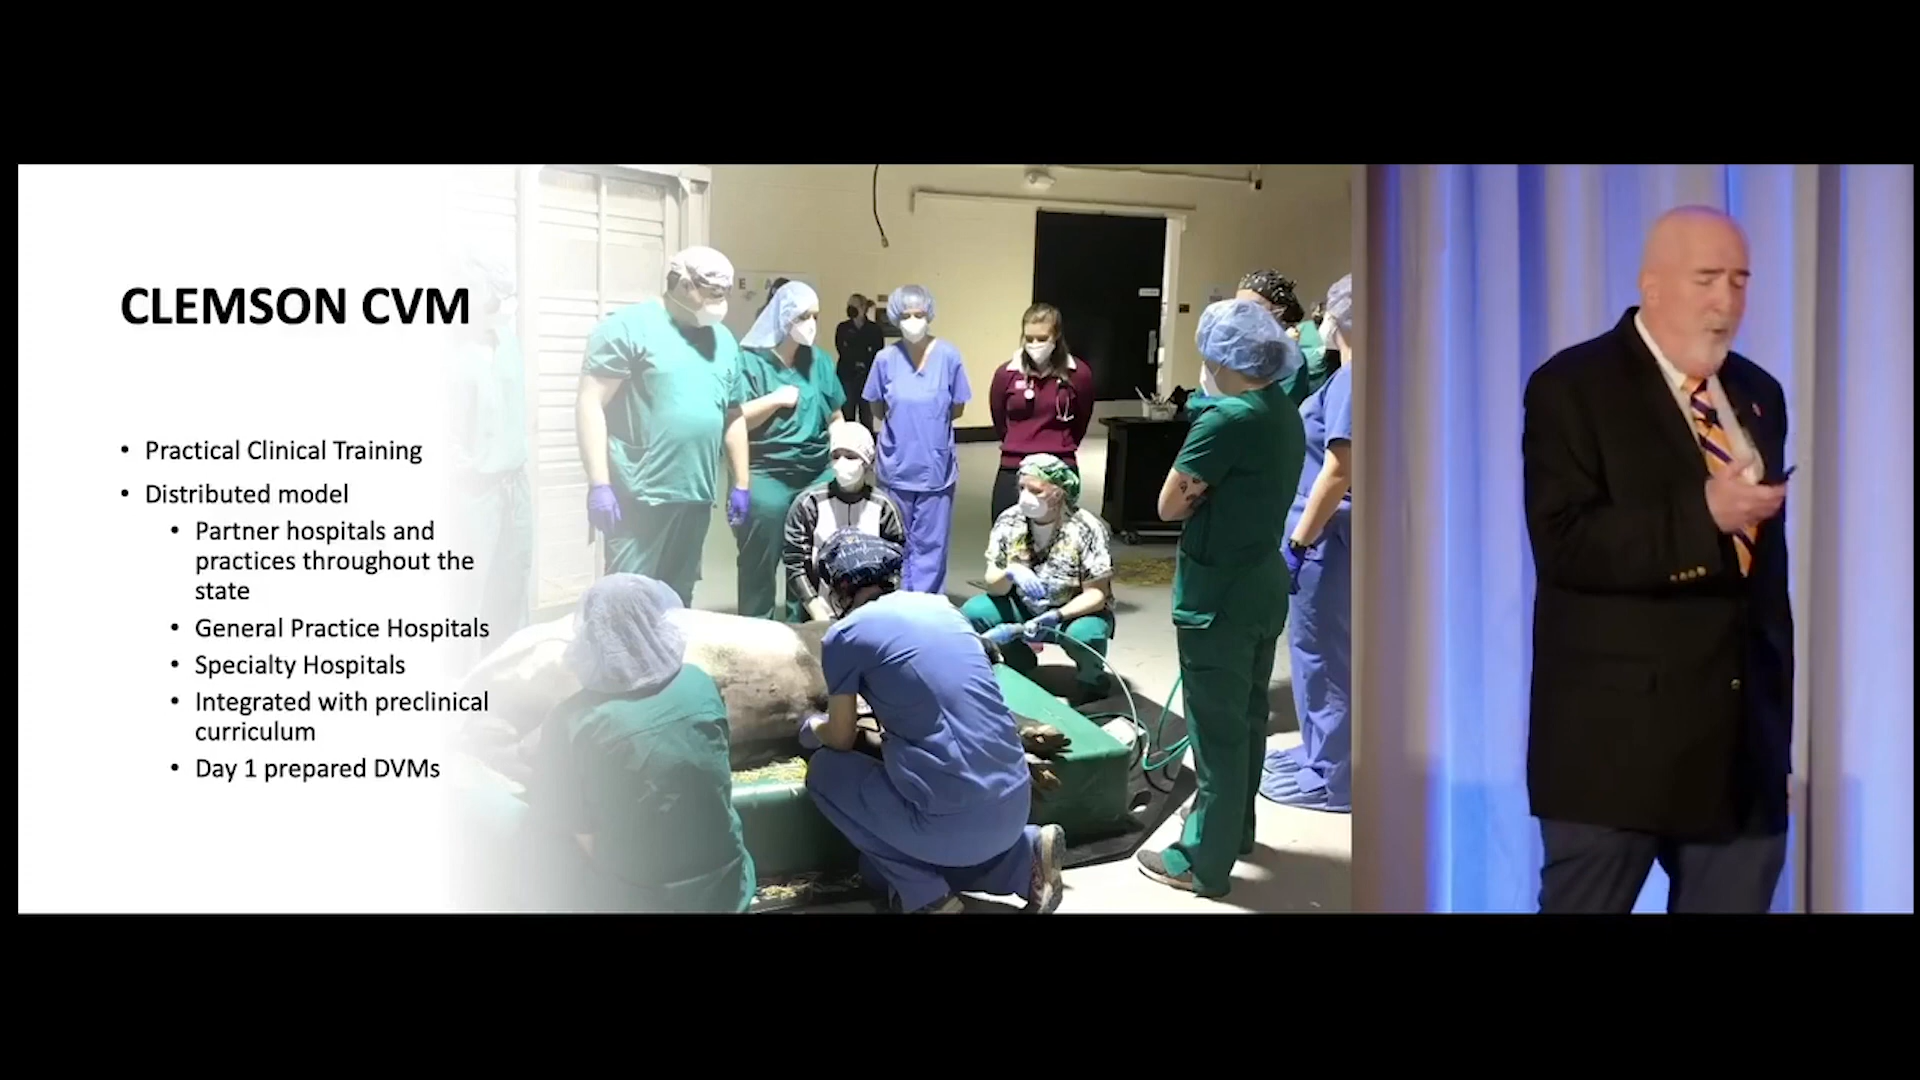 CLEMSON CVM
• Practical Clinical Training
• Distributed model
• Partner hospitals and
practices throughout the
state
• General Practice Hospitals
• Specialty Hospitals
• Integrated with preclinical
curriculum
• Day 1 prepared DVMs